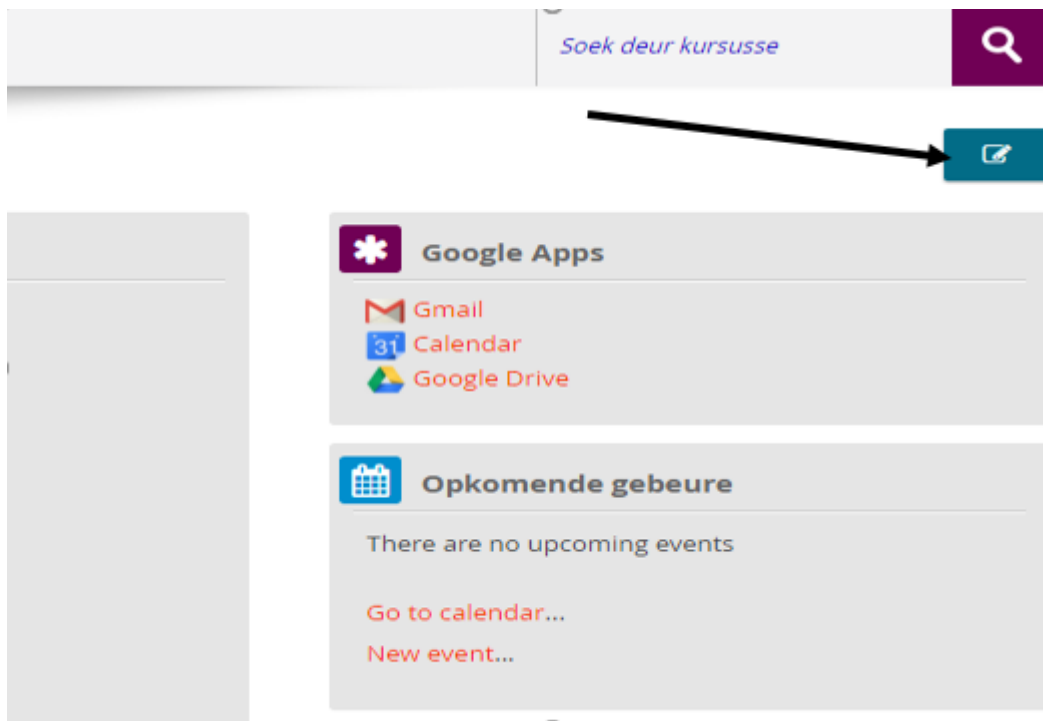 Soek deur kursusse
Google Apps
Gmail
31 Calendar
Google Drive
Opkomende gebeure
There are no upcoming events
Go to calendar...
New event...